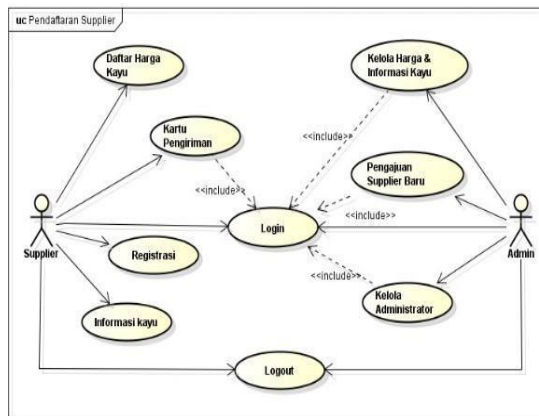 uc Pendaftaran Supplier
Daftar Harga
Kayu
Kelola Harga &
Informasi Kayu
Kartu
Pengiriman
<<include>>
<<include>>
Pengajuan
Supplier Baru
<<include>>
Login
Supplier
Admin
Registrasi
<<include>>
Kelola
Administrator
Informasi kayu
Logout